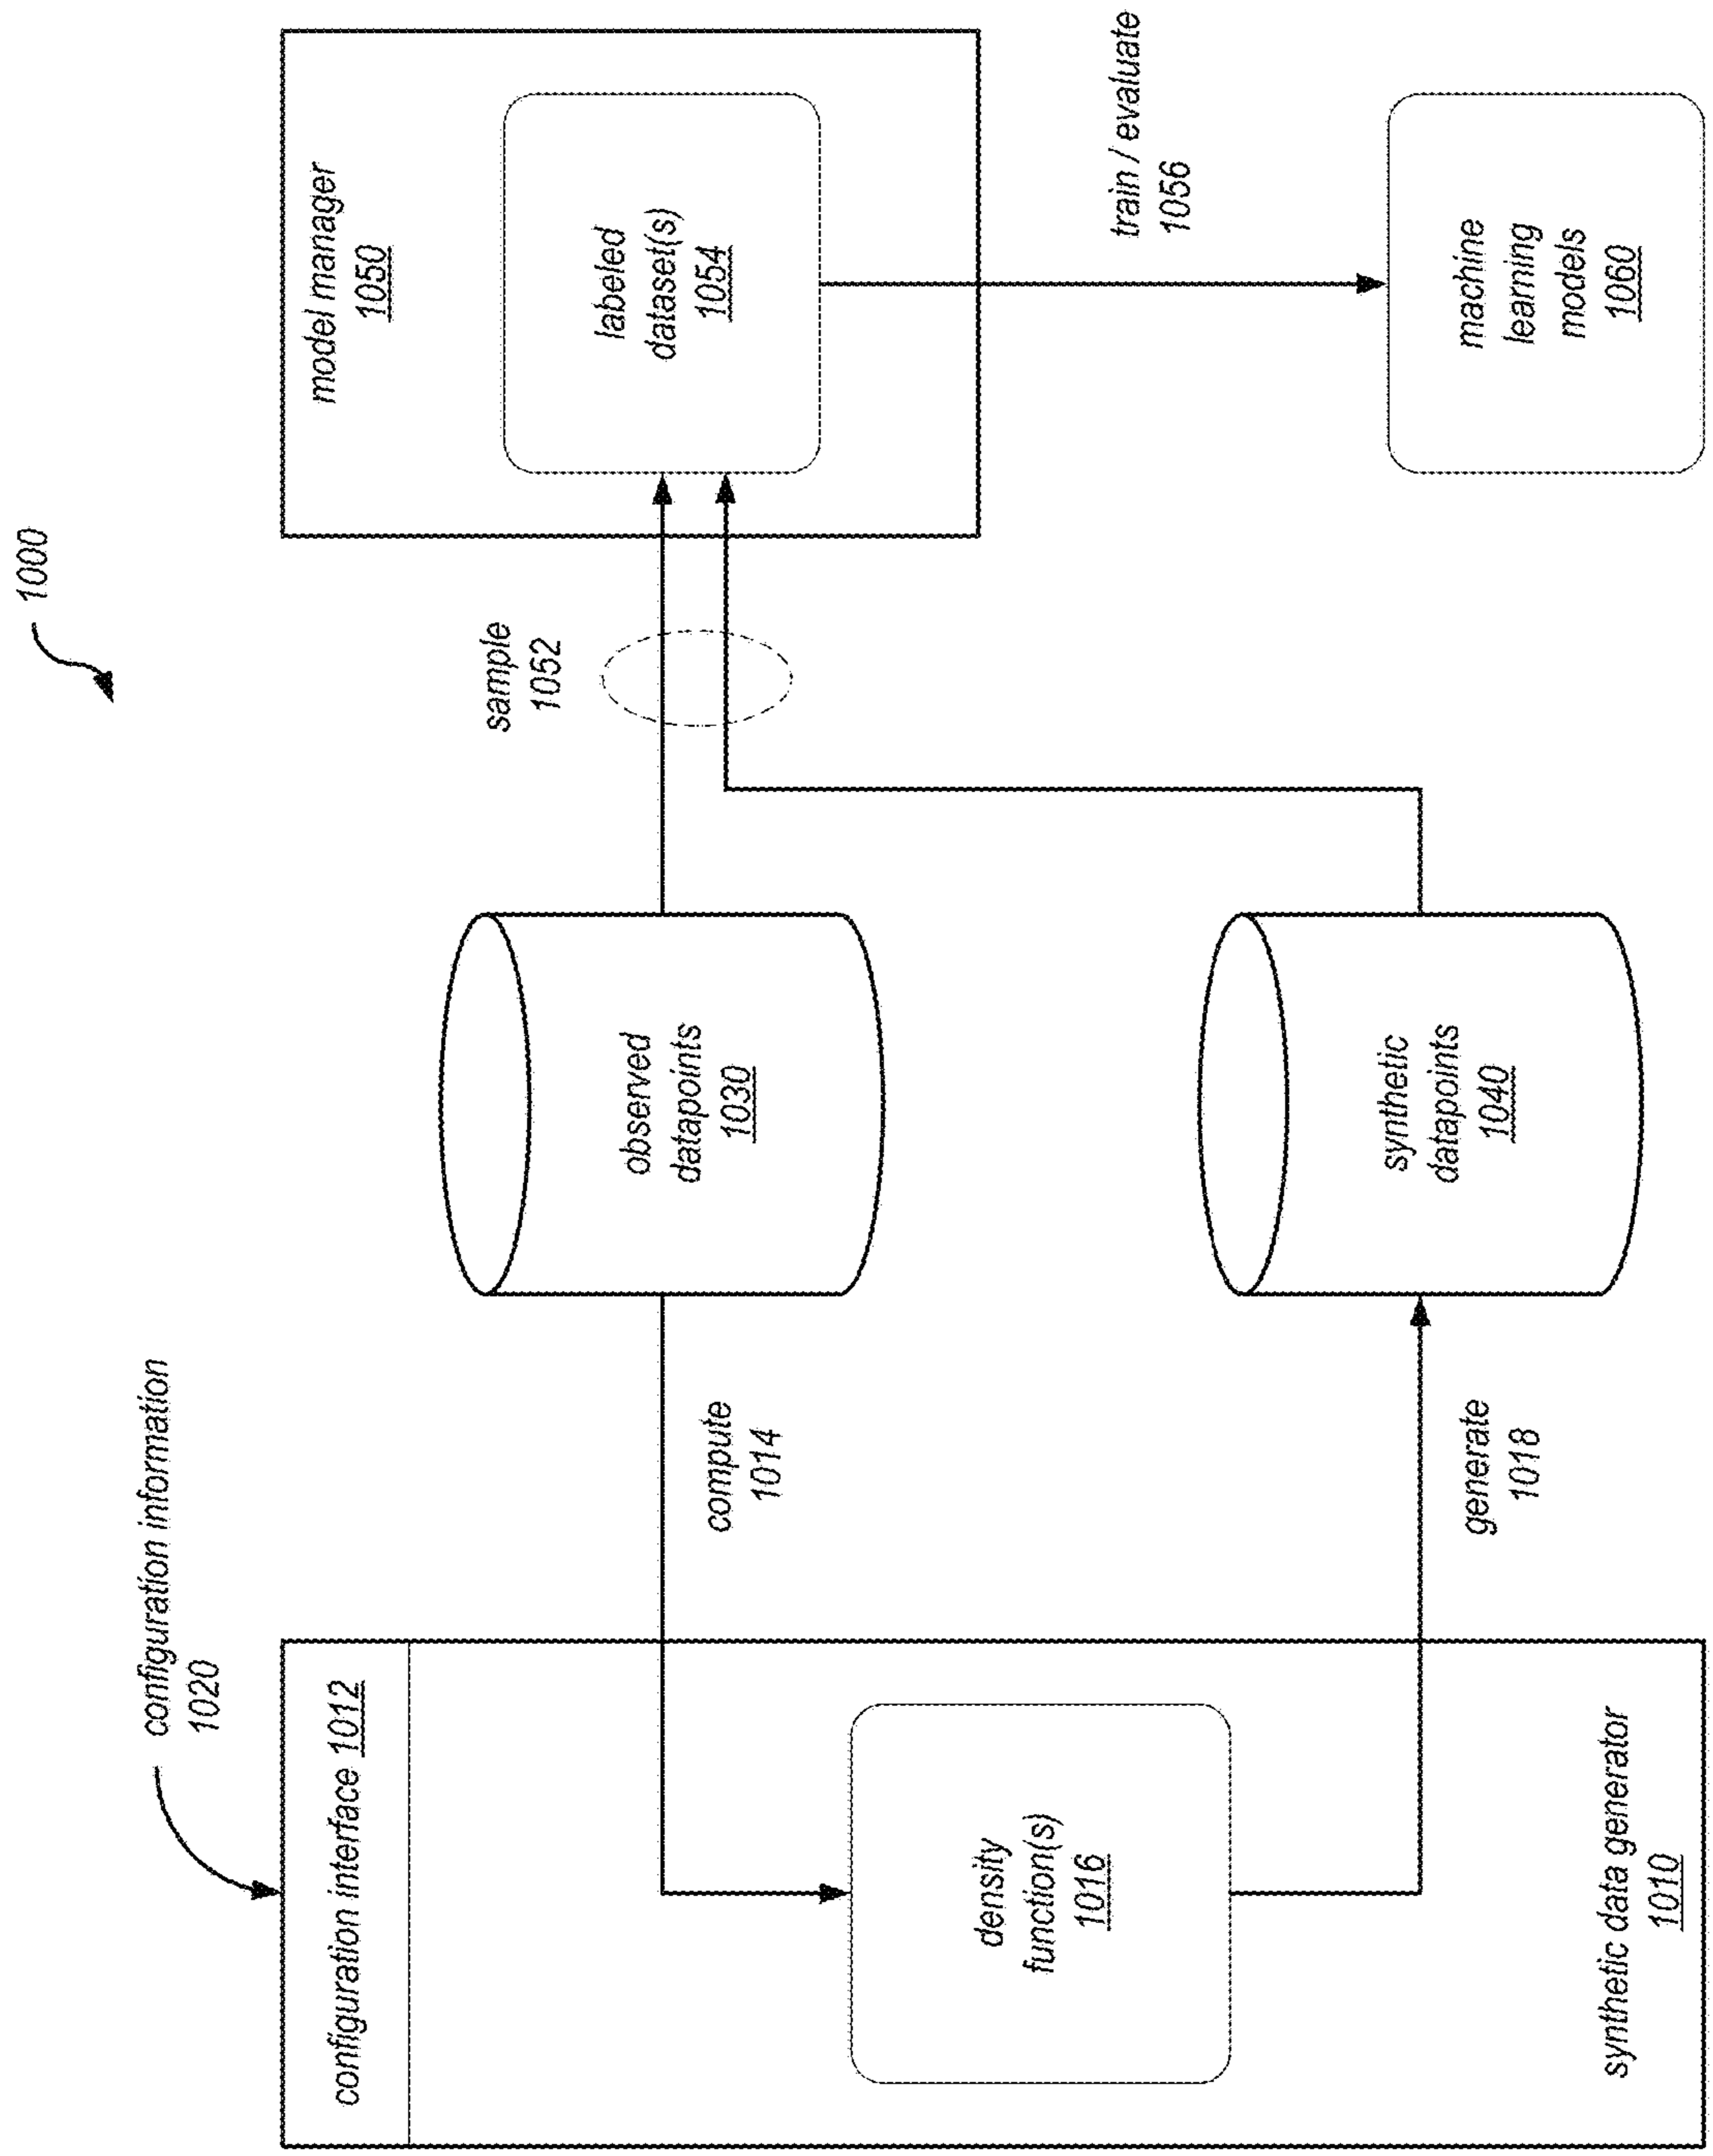 1000
configuration information
1020
configuration interface 1012
density
function(s)
1016
synthetic data generator
1010
compute
1014
generate
1018
observed
datapoints
1030
synthetic
datapoints
1040
sample
1052
model manager
1050
labeled
dataset(s)
1054
train / evaluate
1056
machine
learning
models
1060